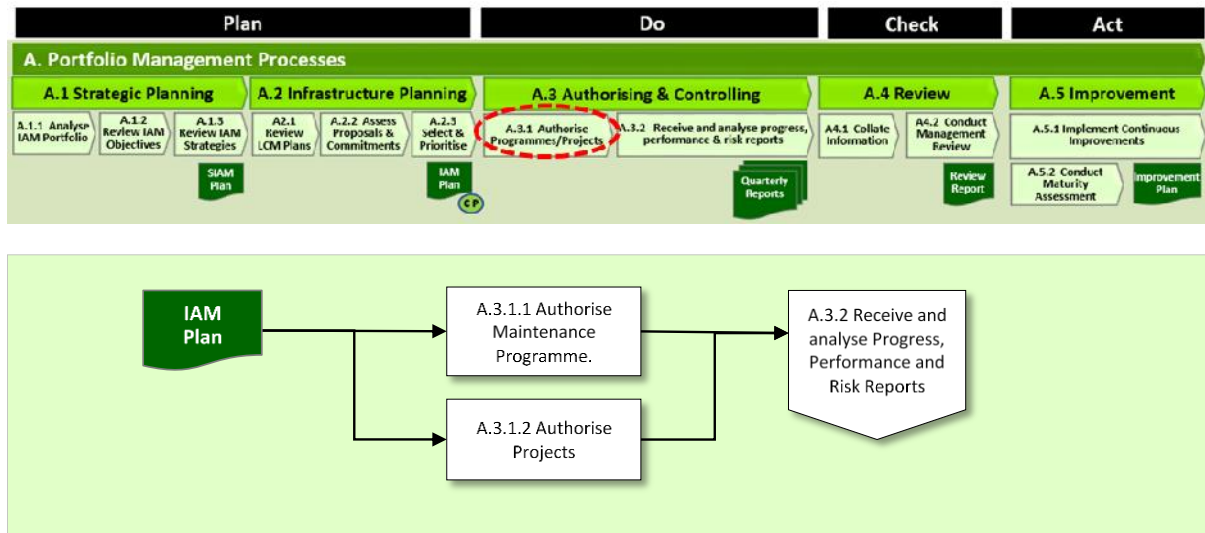 Plan
Do
Check
Act
A. Portfolio Management Processes
A.1 Strategic Planning
A.2 Infrastructure Planning
A.3 Authorising & Controlling
A.4 Review
A.5 Improvement
A.1.1 Analyse
IAM Portfolio
A.1.2
Review IAM
Objectives
A.1.3
Review IAM
Strategies
A2.1
Review
LCM Plans
A.2.2 Assess
Proposals &
Commitments
A.2.3
Select &
Prioritise
A.3.1 Authorise
Programmes/Projects
A.3.2 Receive and analyse progress,
performance & risk reports
A4.1 Collate
Information
A4.2 Conduct
Management
Review
A.5.1 Implement Continuous
Improvements
SIAM
Plan
IAM
Plan
CP
Quarterly
Reports
Review
Report
A.5.2 Conduct
Maturity
Assessment
Improvement
Plan
IAM
Plan
A.3.1.1 Authorise
Maintenance
Programme.
A.3.1.2 Authorise
Projects
A.3.2 Receive and
analyse Progress,
Performance and
Risk Reports